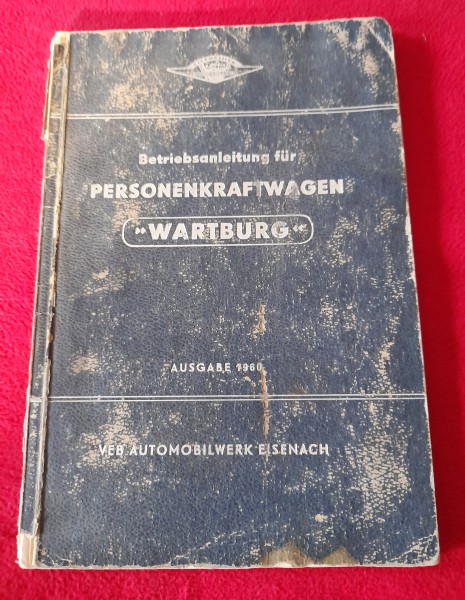 Betriebsanleitung für
PERSONENKRAFTWAGEN
»WARTBURG«
AUSGABE 1960
VEB AUTOMOBILWERK EISENACH